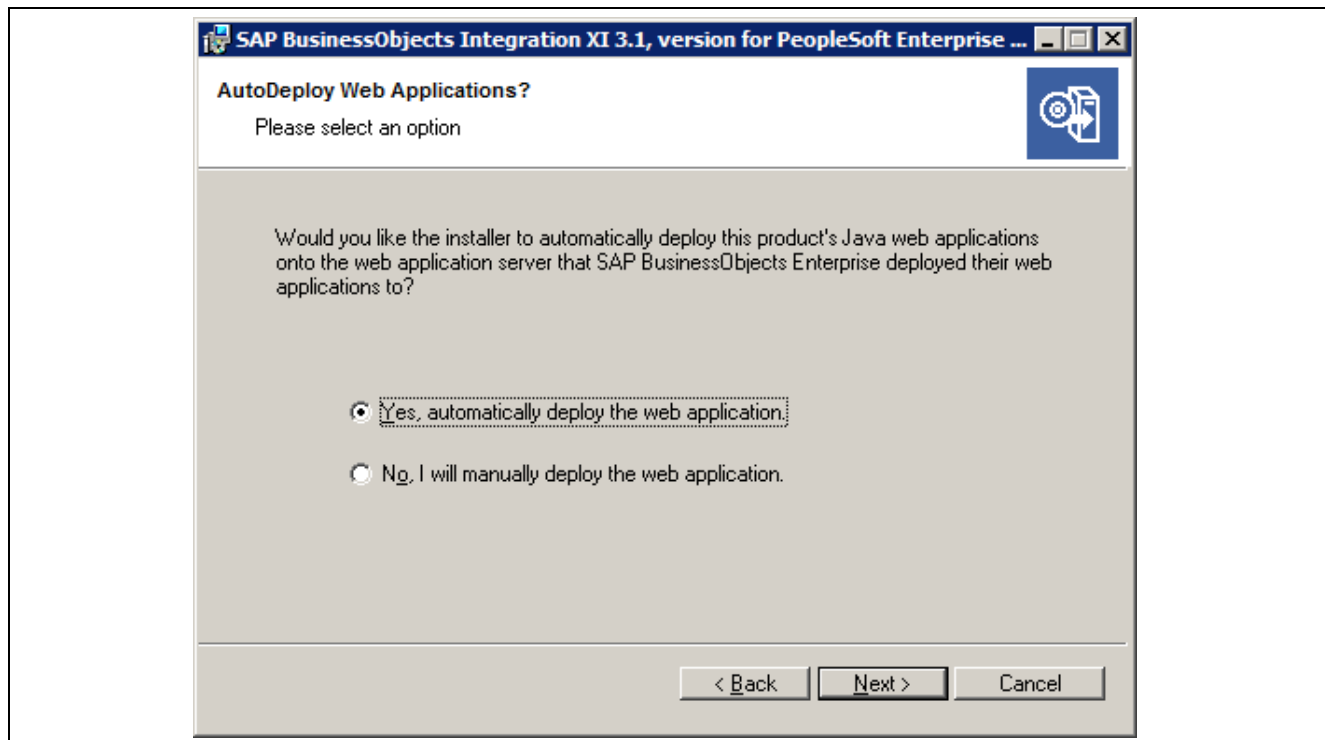 SAP BusinessObjects Integration XI 3.1, version for PeopleSoft Enterprise ...
AutoDeploy Web Applications?
Please select an option
Would you like the installer to automatically deploy this product's Java web applications
onto the web application server that SAP BusinessObjects Enterprise deployed their web
applications to?
Yes, automatically deploy the web application.
No, I will manually deploy the web application.
< Back
Next >
Cancel